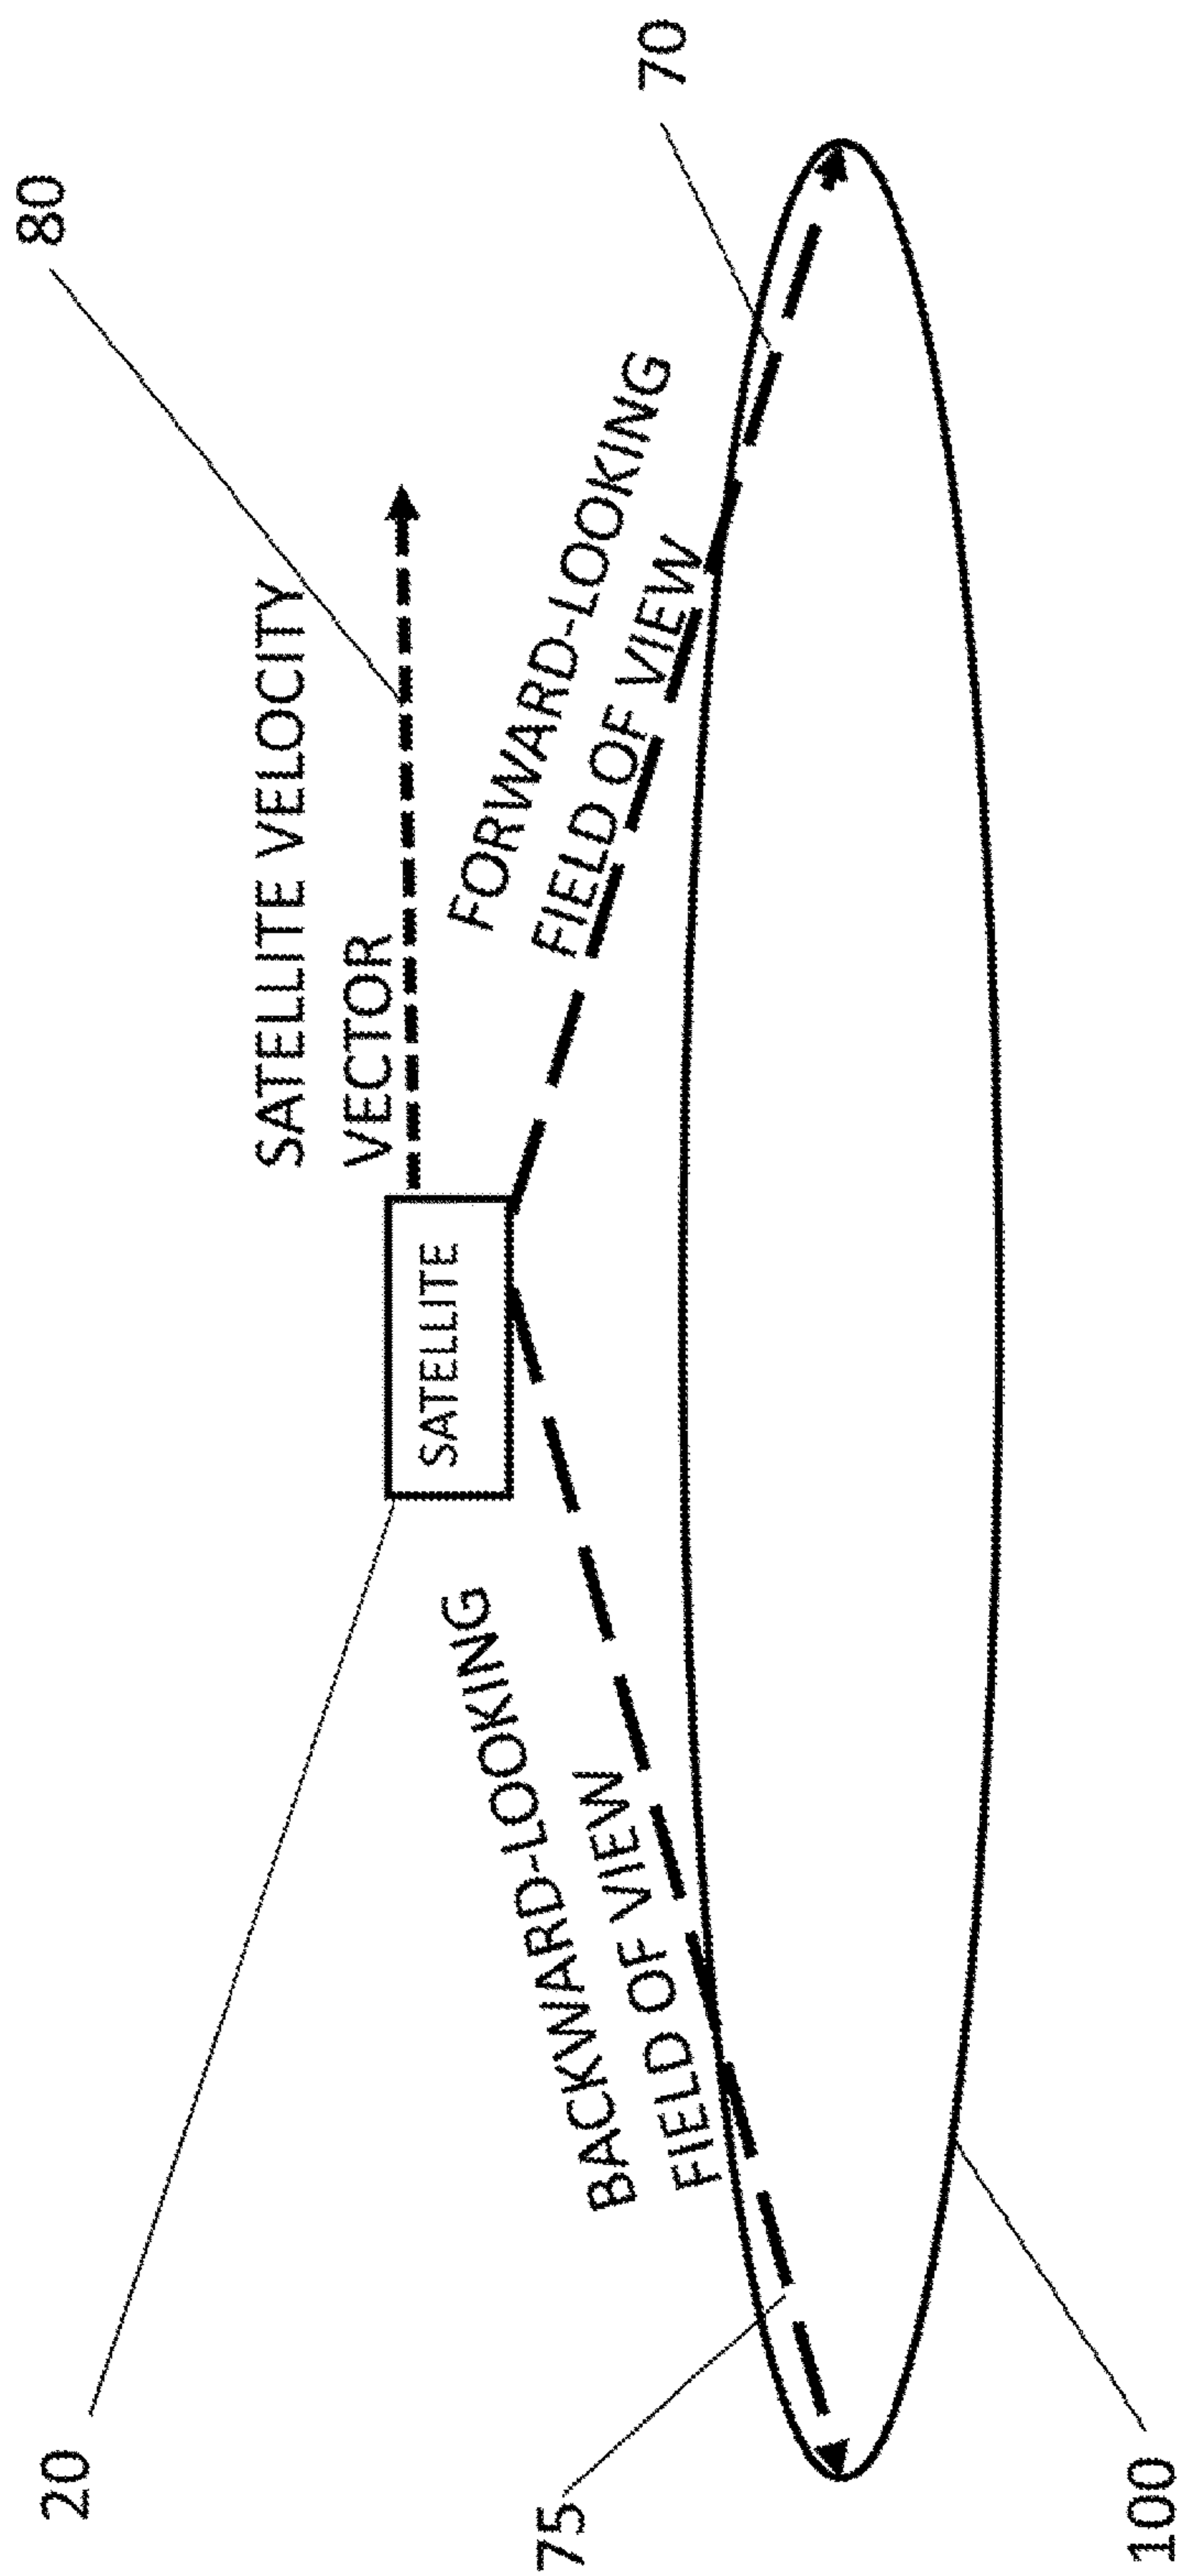 20
80
SATELLITE VELOCITY
VECTOR
SATELLITE
BACKWARD-LOOKING
FIELD OF VIEW
FORWARD-LOOKING
FIELD OF VIEW
75
70
100